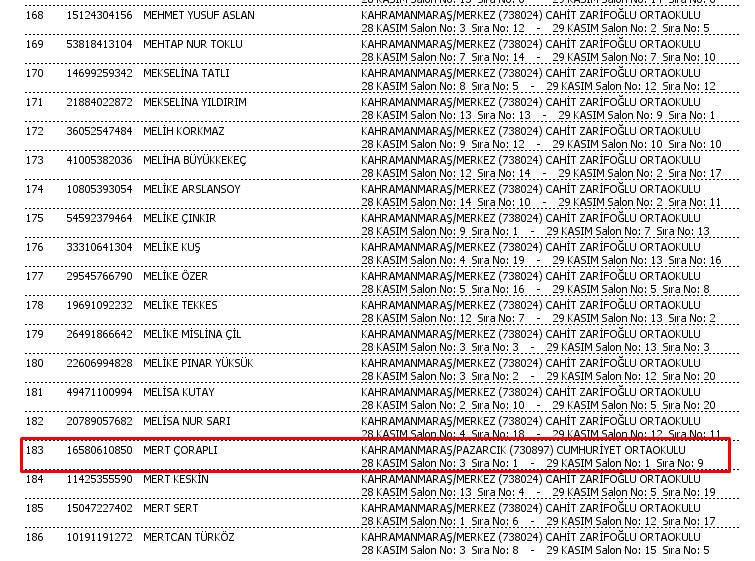 168 15124304156 MEHMET YUSUF ASLAN KAHRAMANMARAŞ/MERKEZ (738024) CAHİT ZARİFOĞLU ORTAOKULU
28 KASIM Salon No: 3 Sıra No: 12 - 29 KASIM Salon No: 2 Sıra No: 5
169 53818413104 MEHTAP NUR TOKLU KAHRAMANMARAŞ/MERKEZ (738024) CAHİT ZARİFOĞLU ORTAOKULU
28 KASIM Salon No: 7 Sıra No: 14 - 29 KASIM Salon No: 7 Sıra No: 10
170 14699259342 MEKSELİNA TATLI KAHRAMANMARAŞ/MERKEZ (738024) CAHİT ZARİFOĞLU ORTAOKULU
28 KASIM Salon No: 8 Sıra No: 5 - 29 KASIM Salon No: 12 Sıra No: 12
171 21884022872 MEKSELİNA YILDIRIM KAHRAMANMARAŞ/MERKEZ (738024) CAHİT ZARİFOĞLU ORTAOKULU
28 KASIM Salon No: 13 Sıra No: 13 - 29 KASIM Salon No: 9 Sıra No: 1
172 36052547484 MELİH KORKMAZ KAHRAMANMARAŞ/MERKEZ (738024) CAHİT ZARİFOĞLU ORTAOKULU
28 KASIM Salon No: 9 Sıra No: 12 - 29 KASIM Salon No: 10 Sıra No: 10
173 41005382036 MELİHA BÜYÜKKEKEÇ KAHRAMANMARAŞ/MERKEZ (738024) CAHİT ZARİFOĞLU ORTAOKULU
28 KASIM Salon No: 12 Sıra No: 14 - 29 KASIM Salon No: 2 Sıra No: 17
174 10805393054 MELİKE ARSLANSOY KAHRAMANMARAŞ/MERKEZ (738024) CAHİT ZARİFOĞLU ORTAOKULU
28 KASIM Salon No: 14 Sıra No: 10 - 29 KASIM Salon No: 2 Sıra No: 11
175 54592379464 MELİKE ÇINKIR KAHRAMANMARAŞ/MERKEZ (738024) CAHİT ZARİFOĞLU ORTAOKULU
28 KASIM Salon No: 9 Sıra No: 1 - 29 KASIM Salon No: 7 Sıra No: 13
176 33310641304 MELİKE KUŞ KAHRAMANMARAŞ/MERKEZ (738024) CAHİT ZARİFOĞLU ORTAOKULU
28 KASIM Salon No: 4 Sıra No: 19 - 29 KASIM Salon No: 13 Sıra No: 16
177 29545766790 MELİKE ÖZER KAHRAMANMARAŞ/MERKEZ (738024) CAHİT ZARİFOĞLU ORTAOKULU
28 KASIM Salon No: 5 Sıra No: 16 - 29 KASIM Salon No: 5 Sıra No: 8
178 19691092232 MELİKE TEKKES KAHRAMANMARAŞ/MERKEZ (738024) CAHİT ZARİFOĞLU ORTAOKULU
28 KASIM Salon No: 12 Sıra No: 7 - 29 KASIM Salon No: 13 Sıra No: 2
179 26491866642 MELİKE MİSLİNA ÇİL KAHRAMANMARAŞ/MERKEZ (738024) CAHİT ZARİFOĞLU ORTAOKULU
28 KASIM Salon No: 3 Sıra No: 3 - 29 KASIM Salon No: 13 Sıra No: 3
180 22606994828 MELİKE PINAR YÜKSÜK KAHRAMANMARAŞ/MERKEZ (738024) CAHİT ZARİFOĞLU ORTAOKULU
28 KASIM Salon No: 3 Sıra No: 2 - 29 KASIM Salon No: 12 Sıra No: 20
181 49471100994 MELİSA KUTAY KAHRAMANMARAŞ/MERKEZ (738024) CAHİT ZARİFOĞLU ORTAOKULU
28 KASIM Salon No: 2 Sıra No: 10 - 29 KASIM Salon No: 5 Sıra No: 20
182 20789057682 MELİSA NUR SARI KAHRAMANMARAŞ/MERKEZ (738024) CAHİT ZARİFOĞLU ORTAOKULU
28 KASIM Salon No: 4 Sıra No: 18 - 29 KASIM Salon No: 12 Sıra No: 11
183 16580610850 MERT ÇORAPLI KAHRAMANMARAŞ/PAZARCIK (730897) CUMHURİYET ORTAOKULU
28 KASIM Salon No: 3 Sıra No: 1 - 29 KASIM Salon No: 1 Sıra No: 9
184 11425355590 MERT KESKİN KAHRAMANMARAŞ/MERKEZ (738024) CAHİT ZARİFOĞLU ORTAOKULU
28 KASIM Salon No: 13 Sıra No: 4 - 29 KASIM Salon No: 5 Sıra No: 19
185 15047227402 MERT SERT KAHRAMANMARAŞ/MERKEZ (738024) CAHİT ZARİFOĞLU ORTAOKULU
28 KASIM Salon No: 1 Sıra No: 6 - 29 KASIM Salon No: 12 Sıra No: 17
186 10191191272 MERTCAN TÜRKÖZ KAHRAMANMARAŞ/MERKEZ (738024) CAHİT ZARİFOĞLU ORTAOKULU
28 KASIM Salon No: 3 Sıra No: 8 - 29 KASIM Salon No: 15 Sıra No: 5